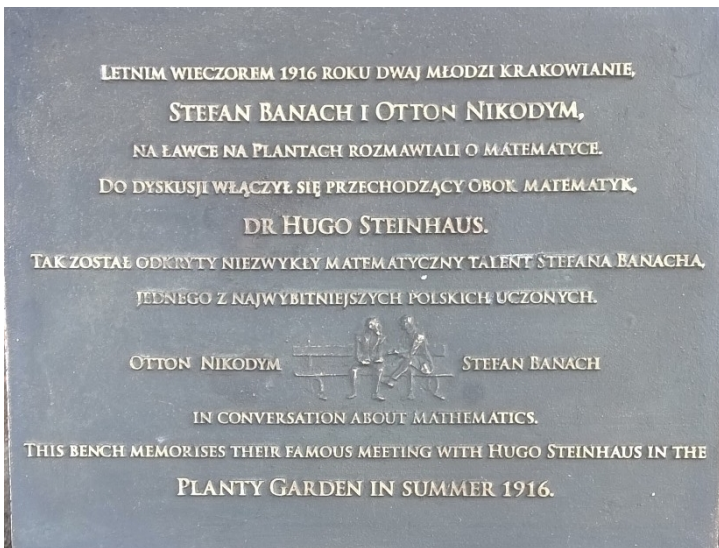 Letnim wieczorem 1916 roku dwaj młodzi krakowianie,
Stefan Banach i Otton Nikodym,
na ławce na Plantach rozmawiali o matematyce.
Do dyskusji włączył się przechodzący obok matematyk,
dr Hugo Steinhaus.
Tak został odkryty niezwykły matematyczny talent Stefana Banacha,
jednego z najwybitniejszych polskich uczonych.
Otton Nikodym Stefan Banach
in conversation about mathematics.
This bench memorises their famous meeting with Hugo Steinhaus in the
Planty Garden in summer 1916.